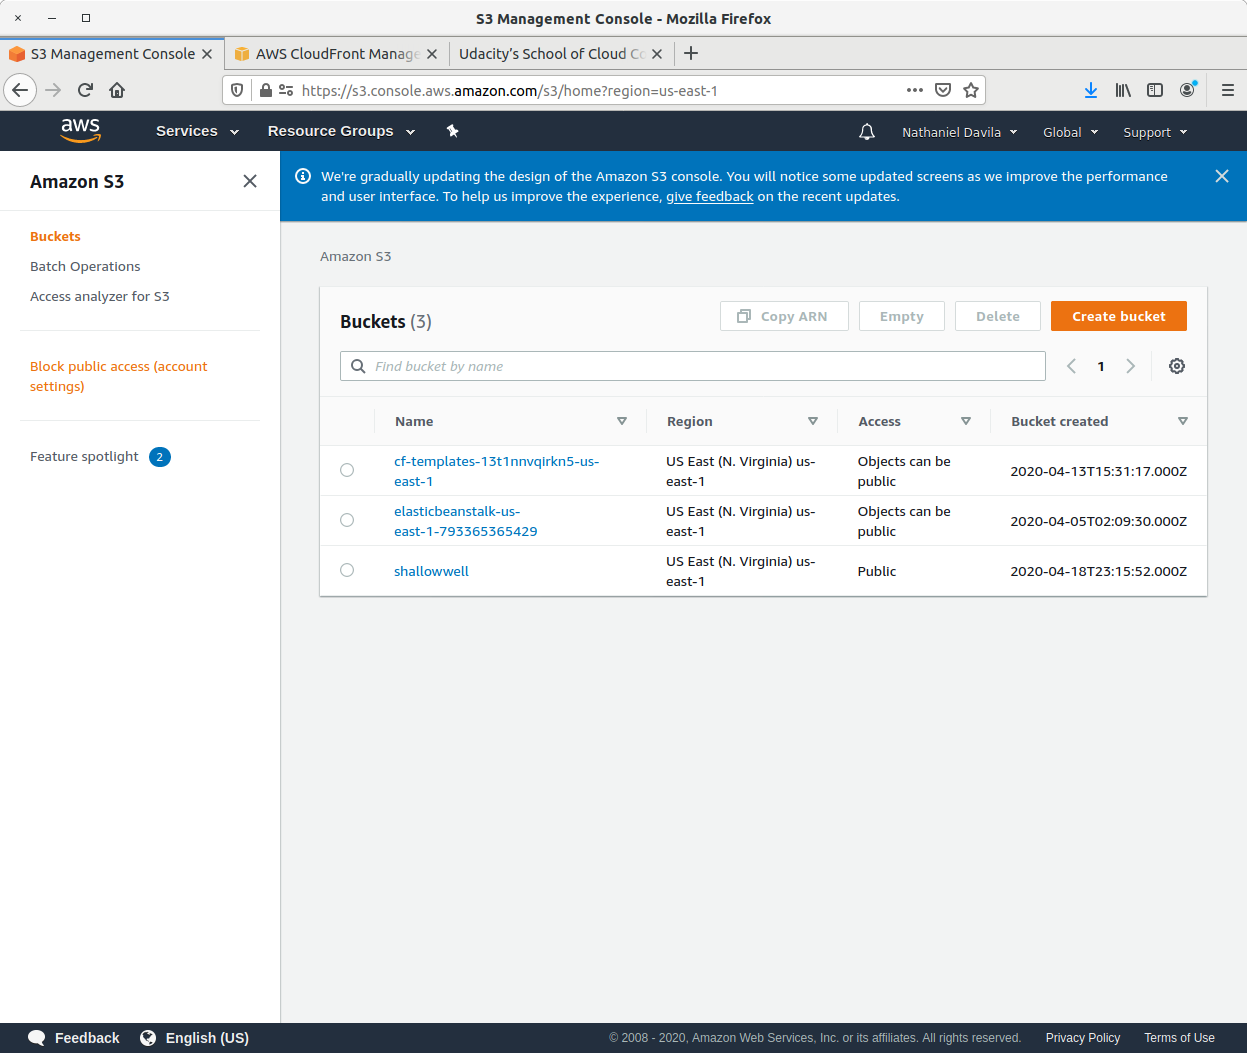 S3 Management Console - Mozilla Firefox
S3 Management Console
AWS CloudFront Manage
Udacity's School of Cloud Co
https://s3.console.aws.amazon.com/s3/home?region=us-east-1
aws
Services
Resource Groups
Nathaniel Davila
Global
Support
Amazon S3
Buckets
Batch Operations
Access analyzer for S3
Block public access (account
settings)
Feature spotlight 2
We're gradually updating the design of the Amazon S3 console. You will notice some updated screens as we improve the performance
and user interface. To help us improve the experience, give feedback on the recent updates.
Amazon S3
Buckets (3)
Copy ARN
Empty
Delete
Create bucket
Find bucket by name
1
Name
Region
Access
Bucket created
cf-templates-13t1nnvqirkn5-us-
east-1
US East (N. Virginia) us-
east-1
Objects can be
public
2020-04-13T15:31:17.000Z
elasticbeanstalk-us-
east-1-793365365429
US East (N. Virginia) us-
east-1
Objects can be
public
2020-04-05T02:09:30.000Z
shallowwell
US East (N. Virginia) us-
east-1
Public
2020-04-18T23:15:52.000Z
Feedback
English (US)
© 2008 - 2020, Amazon Web Services, Inc. or its affiliates. All rights reserved.
Privacy Policy
Terms of Use